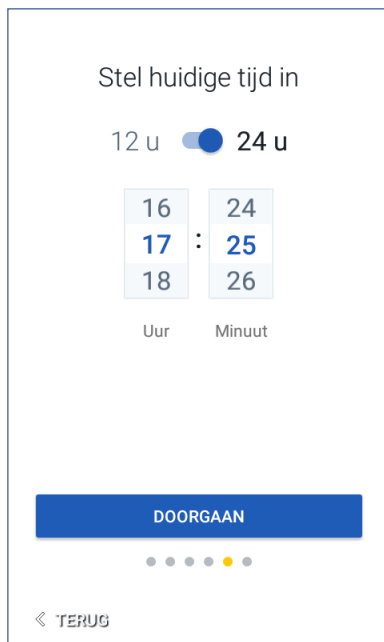 Stel huidige tijd in
12 u 24 u
16 24
17 : 25
18 26
Uur Minuut
DOORGAAN
TERUG